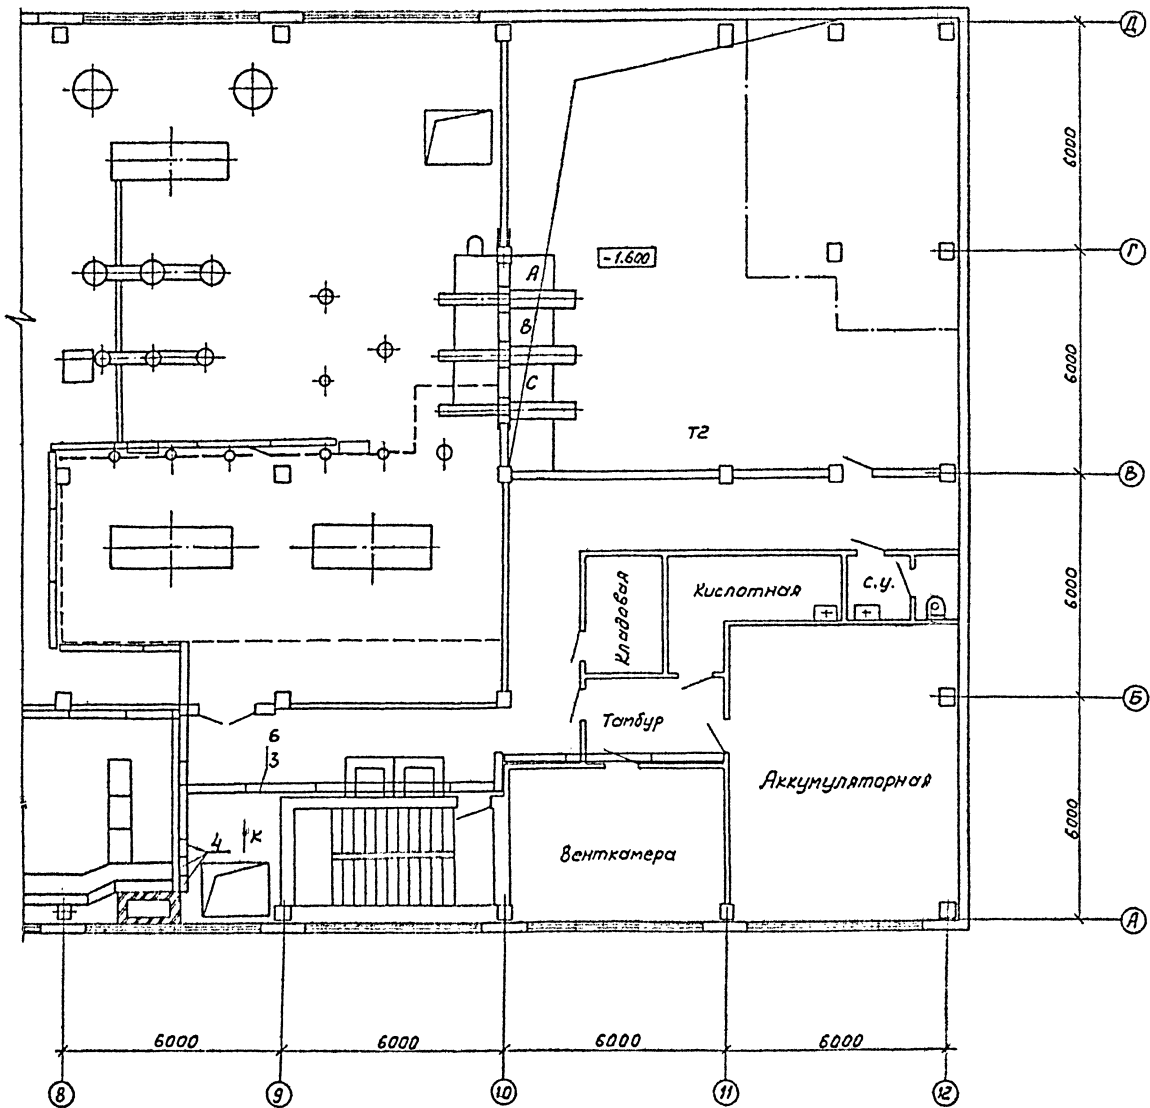 Д
6000
Г
-1.600
А
В
С
6000
Т2
В
6000
Кладовая
Кислотная
с.у.
Б
Тамбур
6
3
Аккумуляторная
6000
4
К
Венткамера
А
6000
6000
6000
6000
8
9
10
11
12